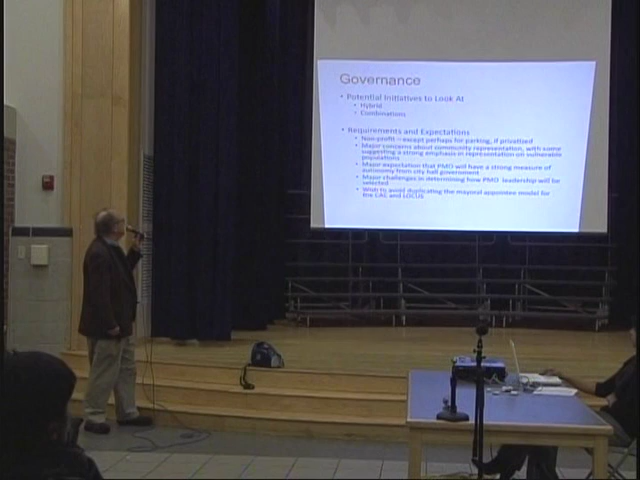 Governance
• Potential Initiatives to Look At
• Hybrid
• Combinations
• Requirements and Expectations
• Non-profit – except perhaps for parking, if privatized
• Major concerns about community representation, with some
suggesting a strong emphasis in representation on vulnerable
populations
• Major expectation that PMO will have a strong measure of
autonomy from city hall government
• Major challenges in determining how PMO leadership will be
selected
• Wish to avoid duplicating the mayoral appointee model for
the CAC and LOCUS